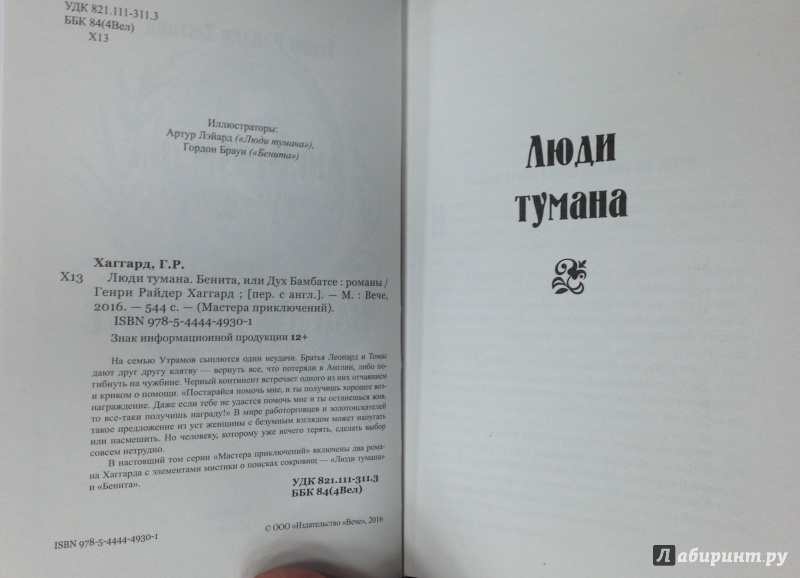 УДК 821.111-311.3
ББК 84(4Вел)
Х13
Иллюстраторы:
Артур Лэйард («Люди тумана»),
Гордон Браун («Бенита»)
Хаггард, Г.Р.
Х13 Люди тумана. Бенита, или Дух Бамбатсе : романы /
Генри Райдер Хаггард ; [пер. с англ.]. — М. : Вече,
2016. — 544 с. — (Мастера приключений).
ISBN 978-5-4444-4930-1
Знак информационной продукции 12+
На семью Утрамов сыплются одни неудачи. Братья Леонард и Томас
дают друг другу клятву — вернуть все, что потеряли в Англии, либо по-
гибнуть на чужбине. Черный континент встречает одного из них отчаянием
и криком о помощи. «Постарайся помочь мне, и ты получишь хорошее воз-
награждение. Даже если тебе не удастся помочь мне и ты останешься жив,
то все-таки получишь награду!» В мире работорговцев и золотоискателей
такое предложение из уст женщины с безумным взглядом может напугать
или насмешить. Но человеку, которому уже нечего терять, сделать выбор
совсем нетрудно.
В настоящий том серии «Мастера приключений» включены два рома-
на Хаггарда с элементами мистики о поисках сокровищ — «Люди тумана»
и «Бенита».
УДК 821.111-311.3
ББК 84(4Вел)
ISBN 978-5-4444-4930-1
© ООО «Издательство «Вече», 2016
Люди
тумана
Лабиринт.ру